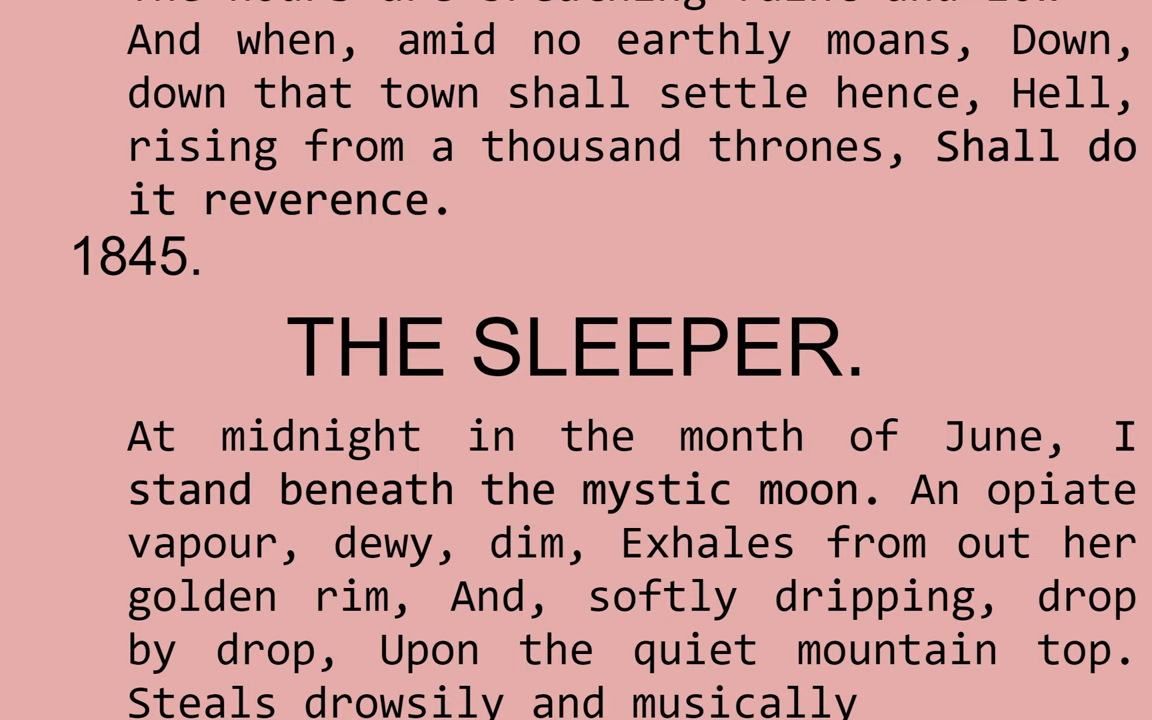 And when, amid no earthly moans, Down,
down that town shall settle hence, Hell,
rising from a thousand thrones, Shall do
it reverence.
1845.
THE SLEEPER.
At midnight in the month of June, I
stand beneath the mystic moon. An opiate
vapour, dewy, dim, Exhales from out her
golden rim, And, softly dripping, drop
by drop, Upon the quiet mountain top.
Steals drowsily and musically